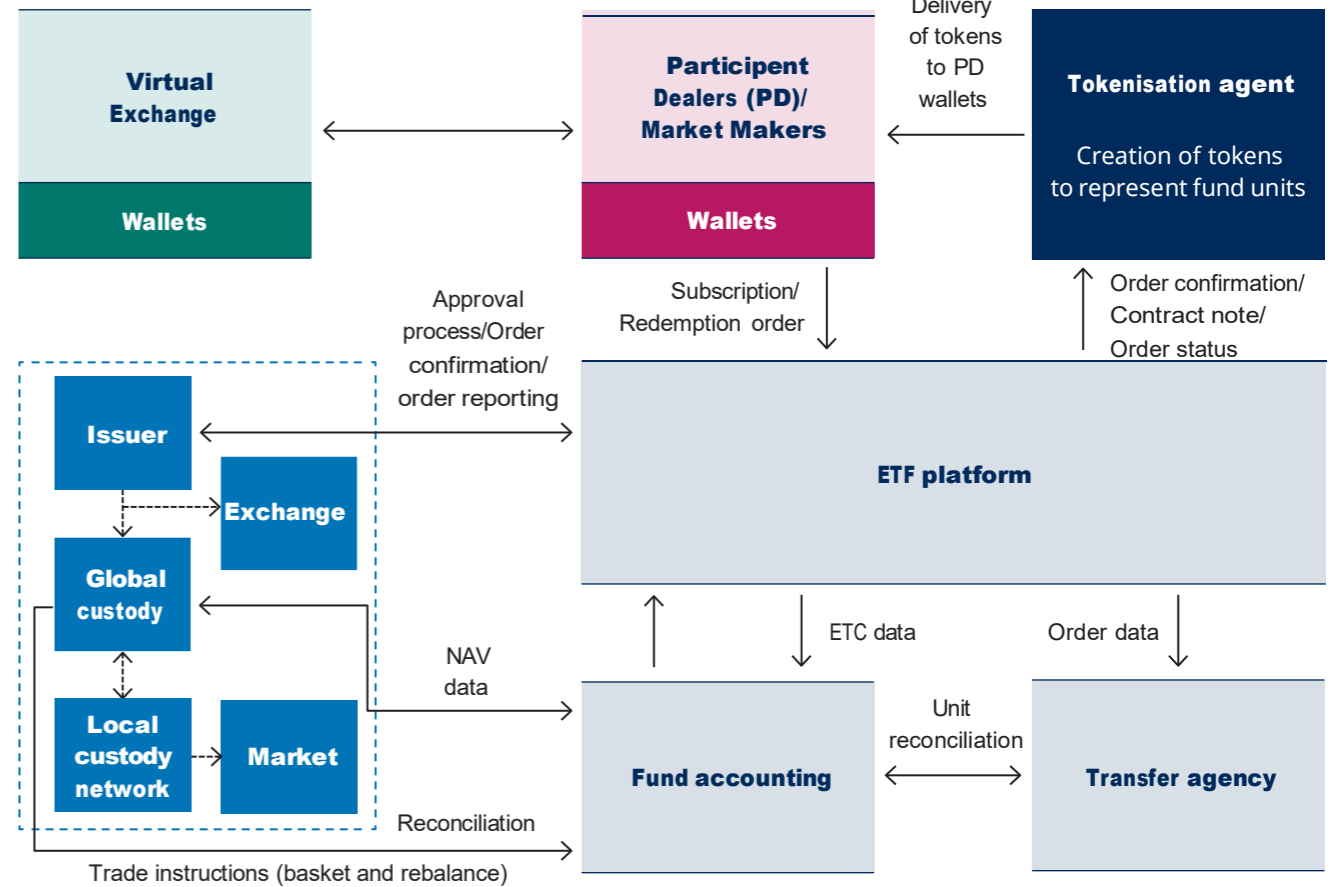 Virtual
Exchange
Wallets
Participent
Dealers (PD)/
Market Makers
Wallets
Delivery
of tokens
to PD
wallets
Tokenisation agent
Creation of tokens
to represent fund units
Subscription/
Redemption order
Order confirmation/
Contract note/
Order status
Approval
process/Order
confirmation/
order reporting
Issuer
Exchange
Global
custody
Local
custody
network
Market
ETF platform
ETC data
Order data
NAV
data
Fund accounting
Unit
reconciliation
Transfer agency
Reconciliation
Trade instructions (basket and rebalance)